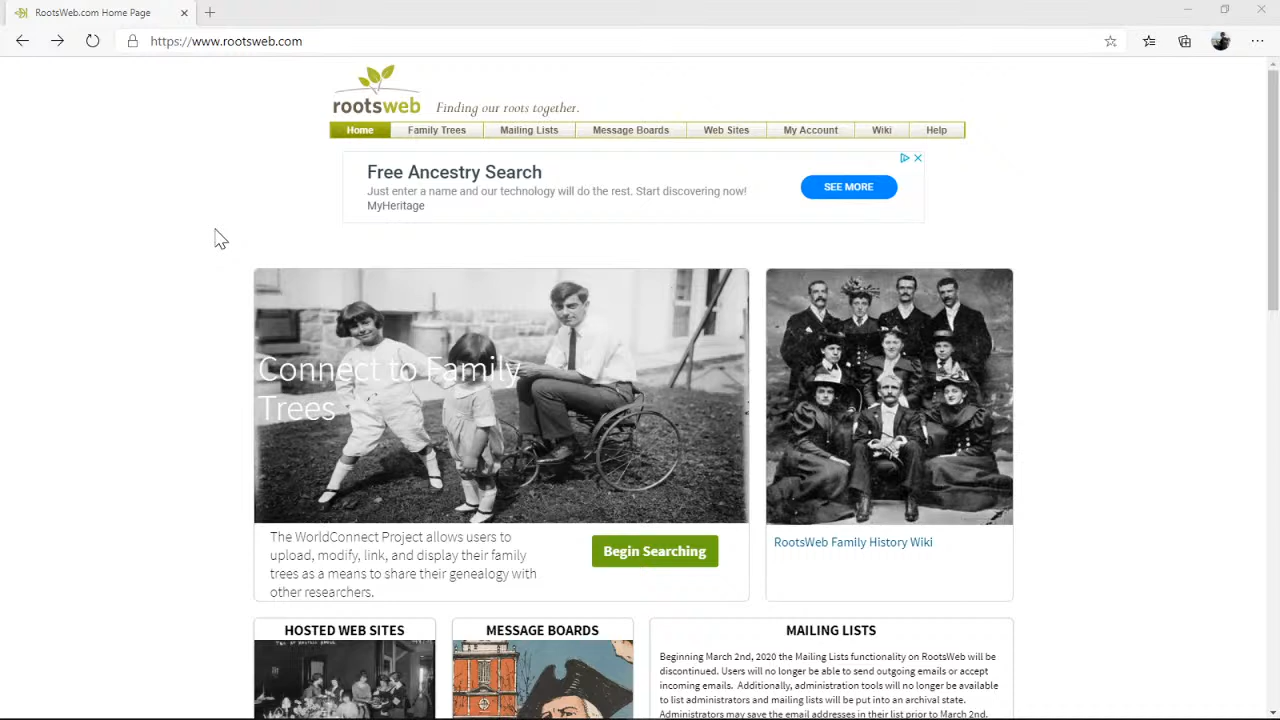 RootsWeb.com Home Page
https://www.rootsweb.com
rootsweb Finding our roots together.
Home Family Trees Mailing Lists Message Boards Web Sites My Account Wiki Help
Free Ancestry Search
Just enter a name and our technology will do the rest. Start discovering now!
MyHeritage
SEE MORE
Connect to Family
Trees
The WorldConnect Project allows users to
upload, modify, link, and display their family
trees as a means to share their genealogy with
other researchers.
Begin Searching
RootsWeb Family History Wiki
HOSTED WEB SITES
MESSAGE BOARDS
MAILING LISTS
Beginning March 2nd, 2020 the Mailing Lists functionality on RootsWeb will be
discontinued. Users will no longer be able to send outgoing emails or accept
incoming emails. Additionally, administration tools will no longer be available
to list administrators and mailing lists will be put into an archival state.
Administrators may save the email addresses in their list prior to March 2nd.